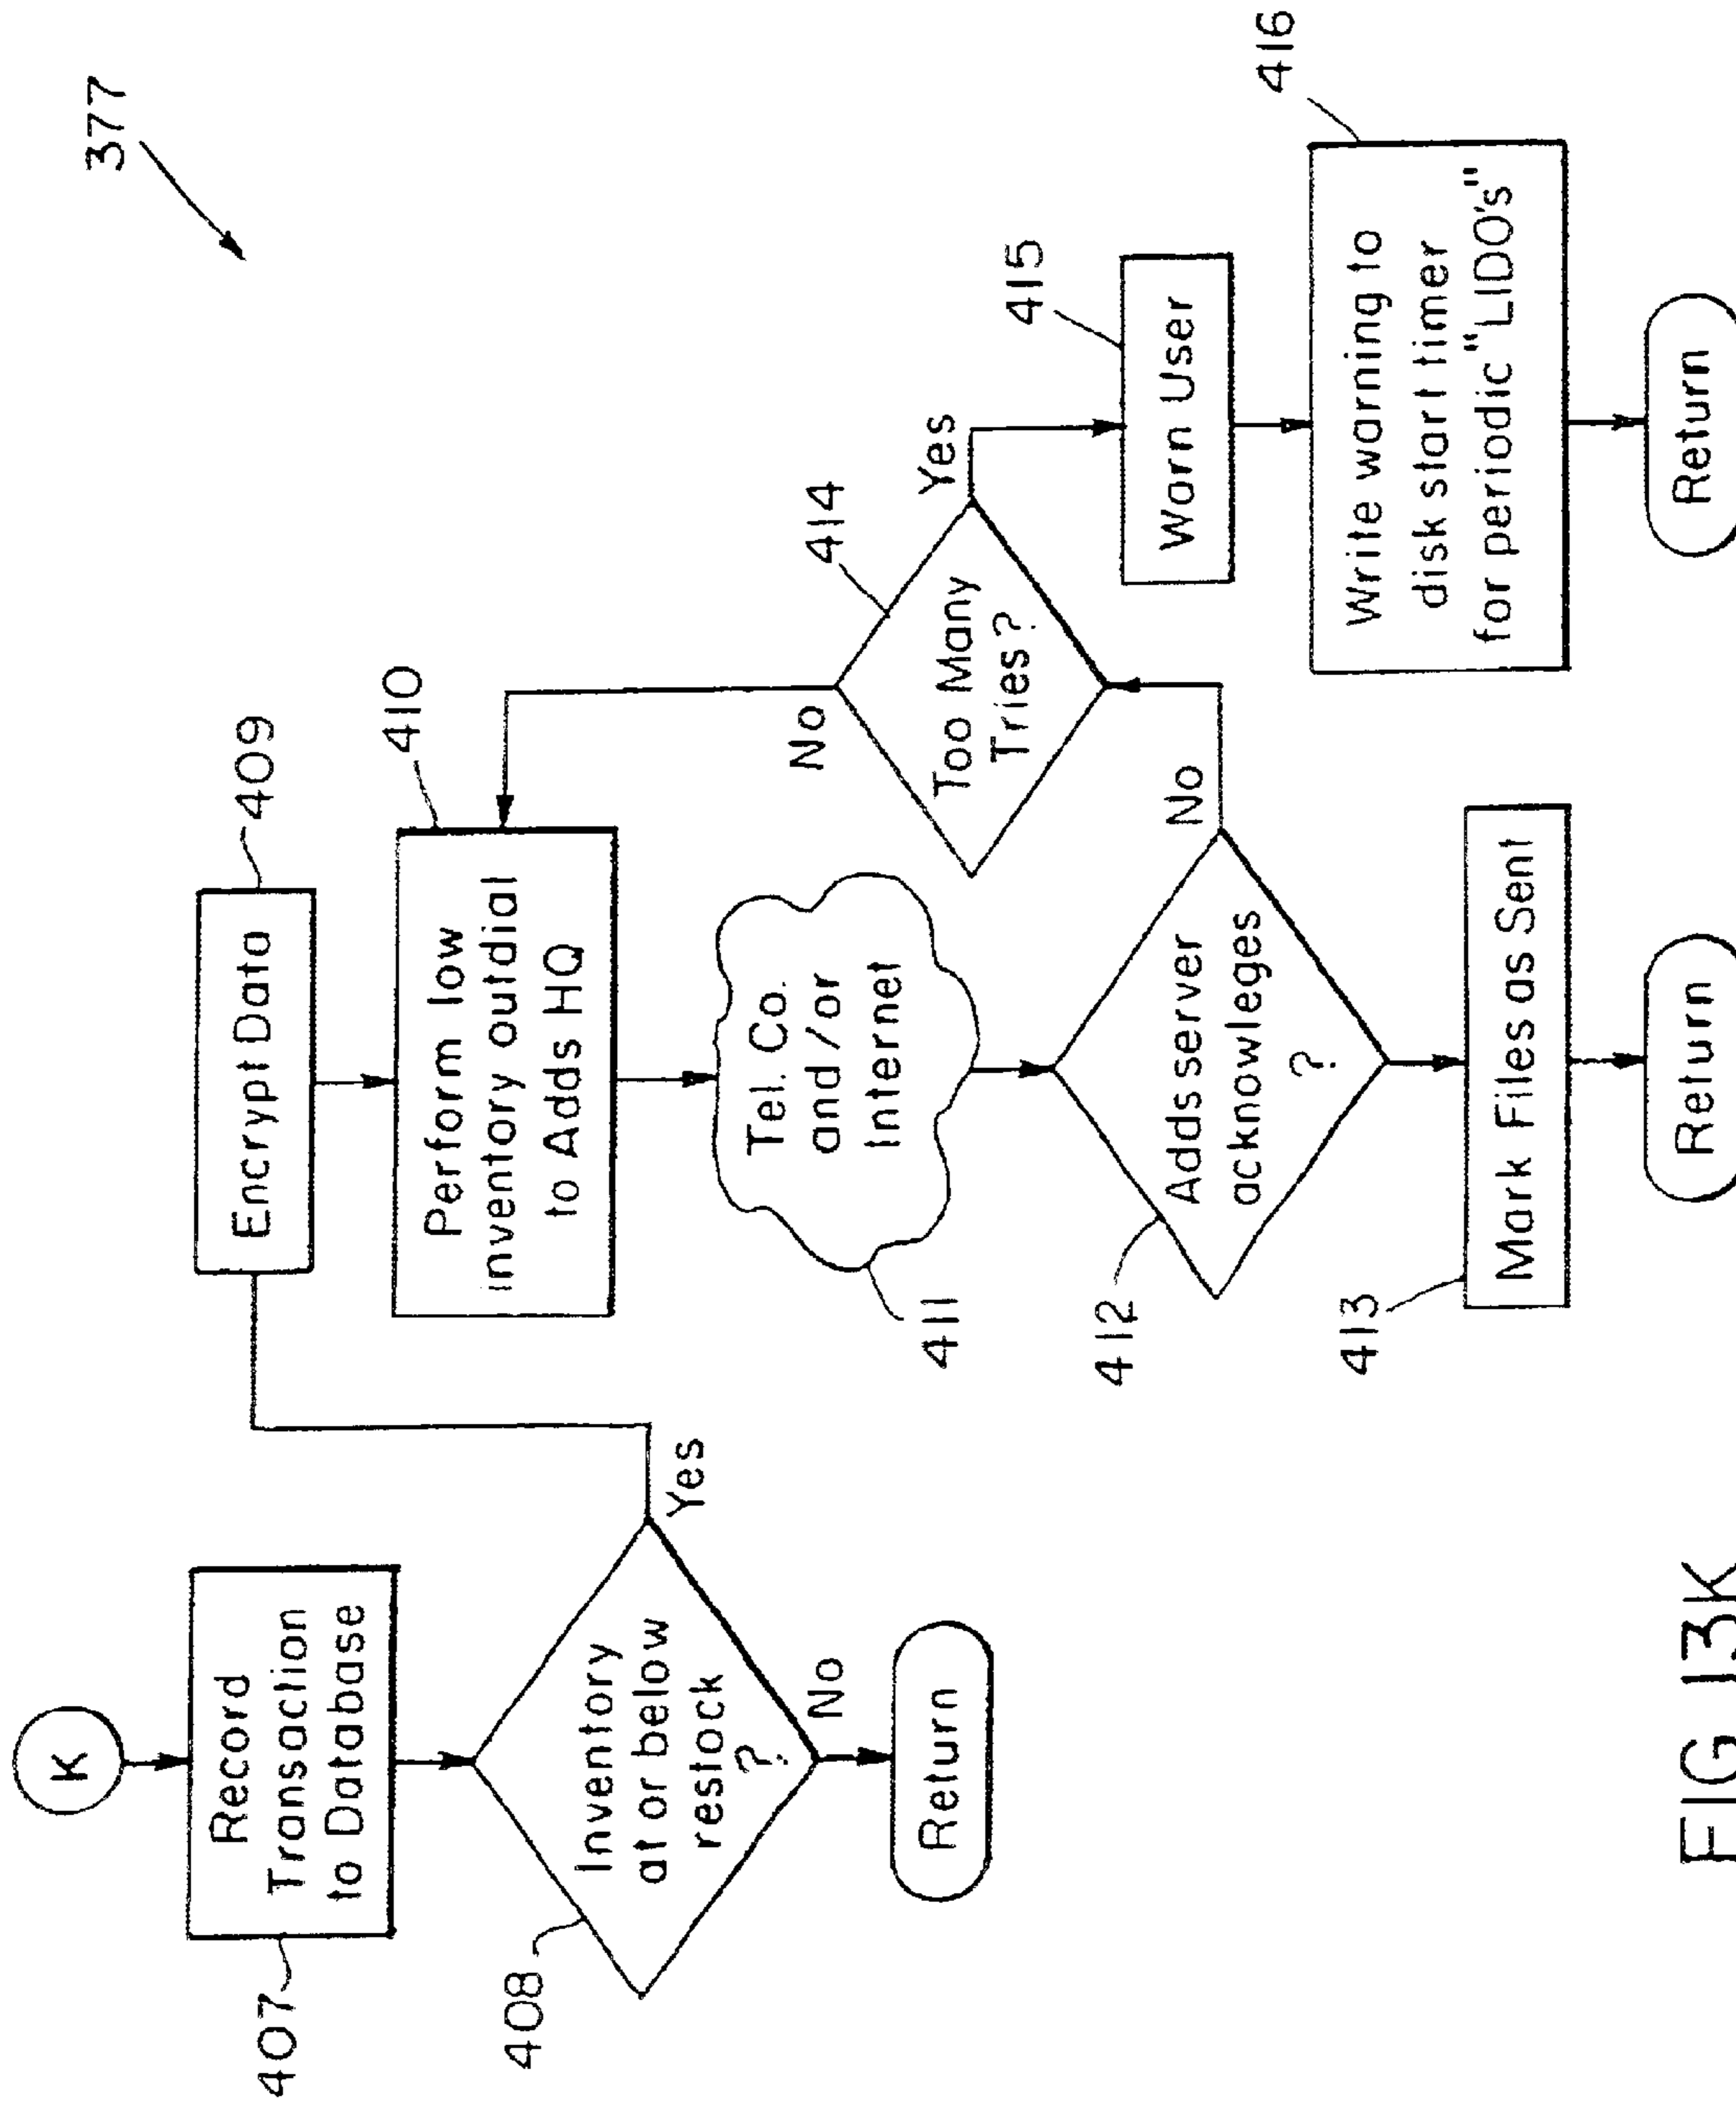 377
K
Record
Transaction
to Database
407
Inventory
at or below
restock
?
408
Yes
No
Return
Encrypt Data
409
Perform low
inventory outdial
to Adds HQ
410
Tel. Co.
and/or
Internet
411
Adds server
acknowleges
?
412
No
Mark Files as Sent
413
Return
Too Many
Tries?
414
No
Yes
Warn User
415
Write warning to
disk start timer
for periodic "LIDO's"
416
Return
FIG 13K